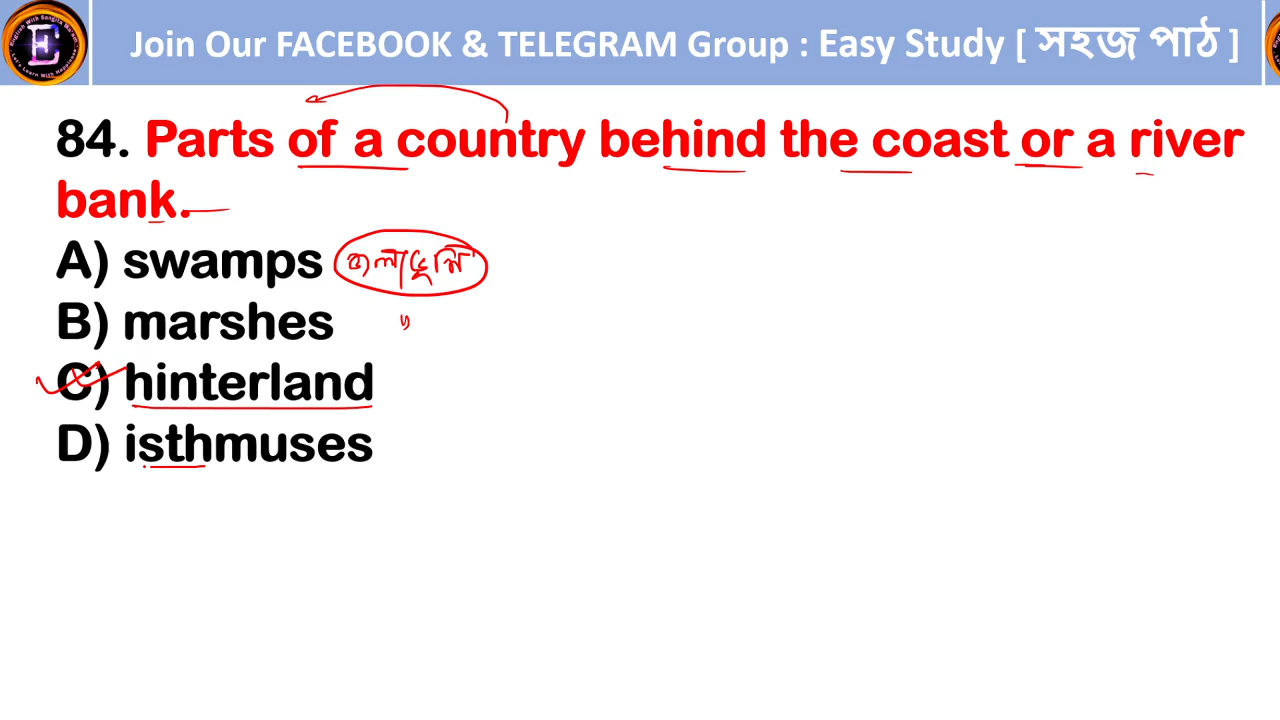 Join Our FACEBOOK & TELEGRAM Group : Easy Study [ সহজ পাঠ ]
84. Parts of a country behind the coast or a river
bank.
A) swamps জলাভূমি
B) marshes "
C) hinterland
D) isthmuses